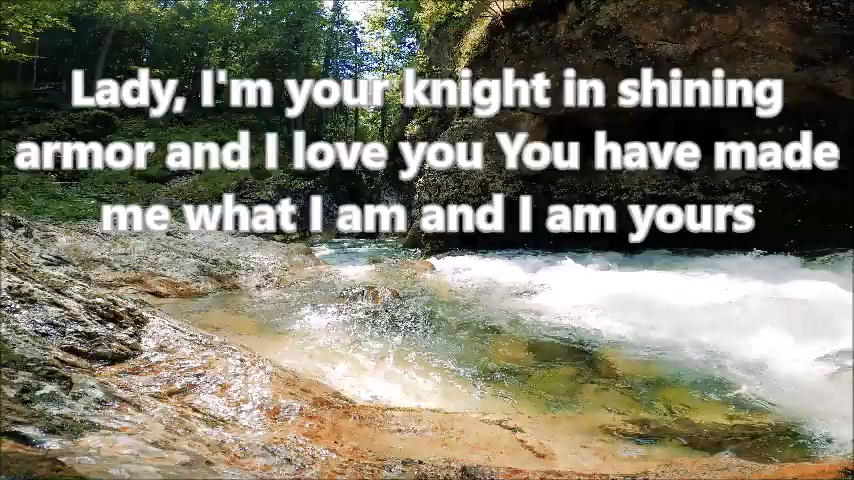 Lady, I'm your knight in shining
armor and I love you You have made
me what I am and I am yours